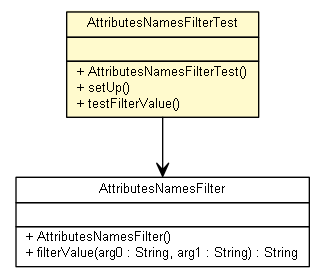 AttributesNamesFilterTest
+ AttributesNamesFilterTest()
+ setUp()
+ testFilterValue()
AttributesNamesFilter
+ AttributesNamesFilter()
+ filterValue(arg0 : String, arg1 : String) : String